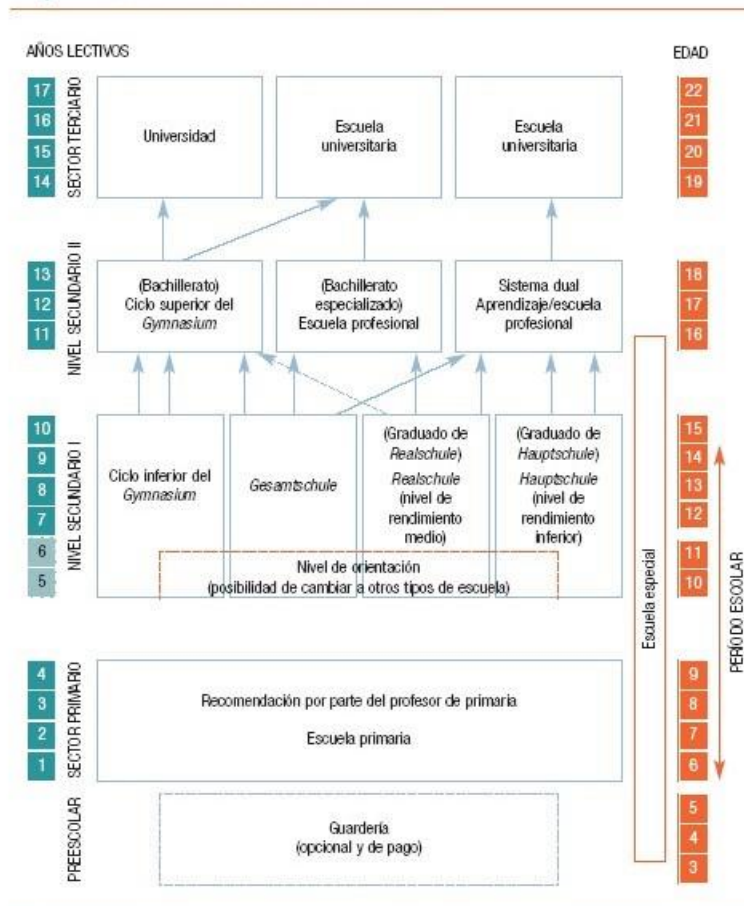 AÑOS LECTIVOS
EDAD
17
16
15
14
SECTOR TERCIARIO
Universidad
Escuela
universitaria
Escuela
universitaria
22
21
20
19
13
12
11
NIVEL SECUNDARIO II
(Bachillerato)
Ciclo superior del
Gymnasium
(Bachillerato
especializado)
Escuela profesional
Sistema dual
Aprendizaje/escuela
profesional
18
17
16
10
9
8
7
6
5
NIVEL SECUNDARIO I
Ciclo inferior del
Gymnasium
Gesamtschule
(Graduado de
Realschule)
Realschule
(nivel de
rendimiento
medio)
(Graduado de
Hauptschule)
Hauptschule
(nivel de
rendimiento
inferior)
Nivel de orientación
(posibilidad de cambiar a otros tipos de escuela)
15
14
13
12
11
10
Escuela especial
PERÍODO ESCOLAR
4
3
2
1
SECTOR PRIMARIO
Recomendación por parte del profesor de primaria
Escuela primaria
9
8
7
6
PREESCOLAR
Guardería
(opcional y de pago)
5
4
3